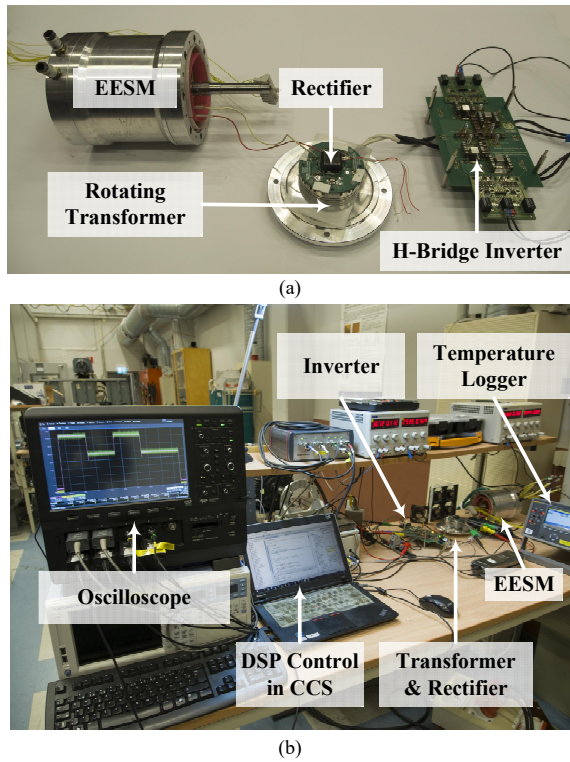 EESM
Rectifier
Rotating
Transformer
H-Bridge Inverter
(a)
Inverter
Temperature
Logger
Oscilloscope
EESM
DSP Control
in CCS
Transformer
& Rectifier
(b)